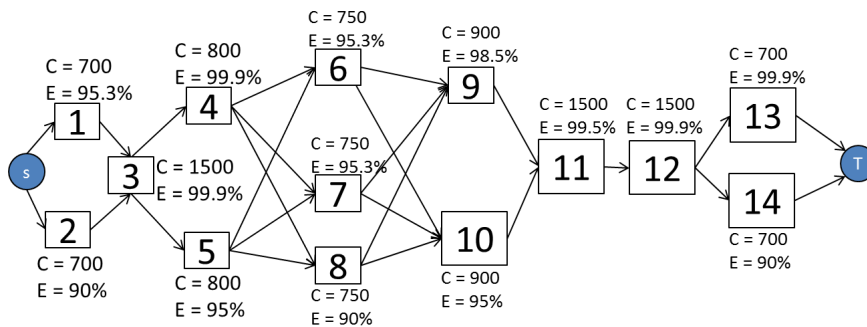 C = 700
E = 95.3%
1
s
2
C = 700
E = 90%
3
C = 1500
E = 99.9%
C = 800
E = 99.9%
4
5
C = 800
E = 95%
C = 750
E = 95.3%
6
C = 750
E = 95.3%
7
8
C = 750
E = 90%
C = 900
E = 98.5%
9
10
C = 900
E = 95%
C = 1500
E = 99.5%
11
C = 1500
E = 99.9%
12
C = 700
E = 99.9%
13
14
C = 700
E = 90%
T